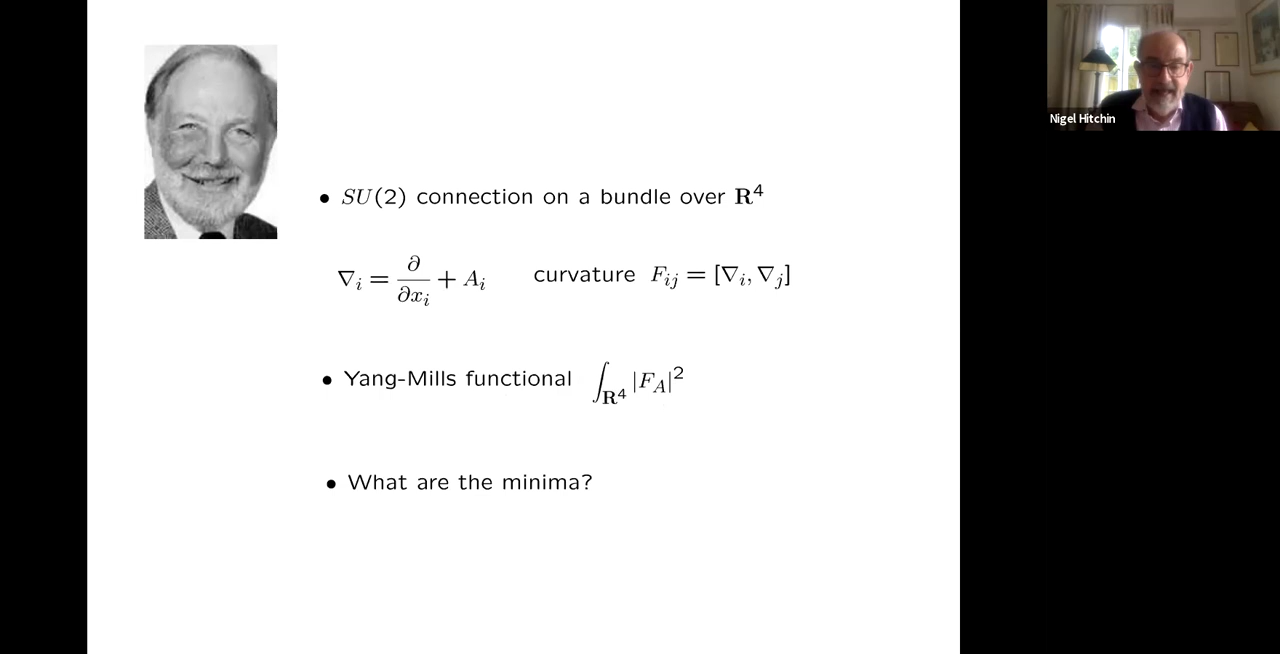 Nigel Hitchin
• SU(2) connection on a bundle over R⁴
∇ᵢ = ∂/∂xᵢ + Aᵢ curvature Fᵢⱼ = [∇ᵢ, ∇ⱼ]
• Yang-Mills functional ∫_R⁴ |F_A|²
• What are the minima?